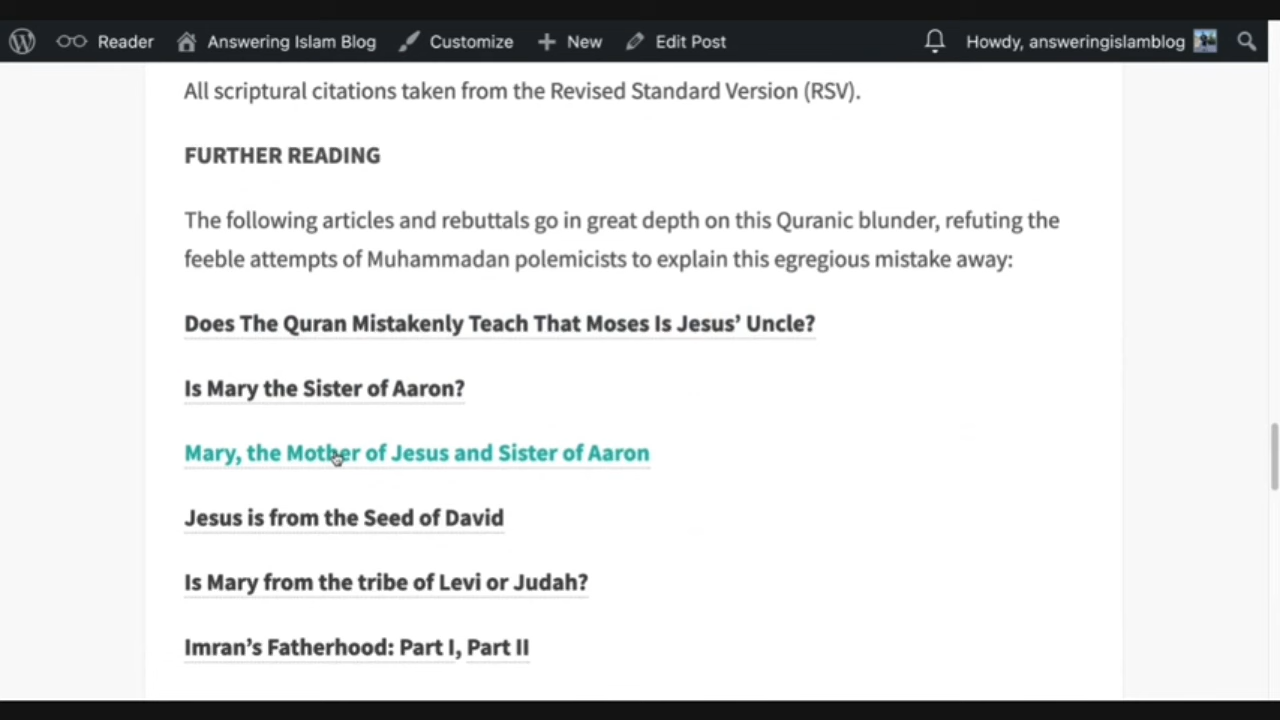 Reader Answering Islam Blog Customize New Edit Post Howdy, answeringislamblog
All scriptural citations taken from the Revised Standard Version (RSV).
FURTHER READING
The following articles and rebuttals go in great depth on this Quranic blunder, refuting the
feeble attempts of Muhammadan polemicists to explain this egregious mistake away:
Does The Quran Mistakenly Teach That Moses Is Jesus’ Uncle?
Is Mary the Sister of Aaron?
Mary, the Mother of Jesus and Sister of Aaron
Jesus is from the Seed of David
Is Mary from the tribe of Levi or Judah?
Imran’s Fatherhood: Part I, Part II